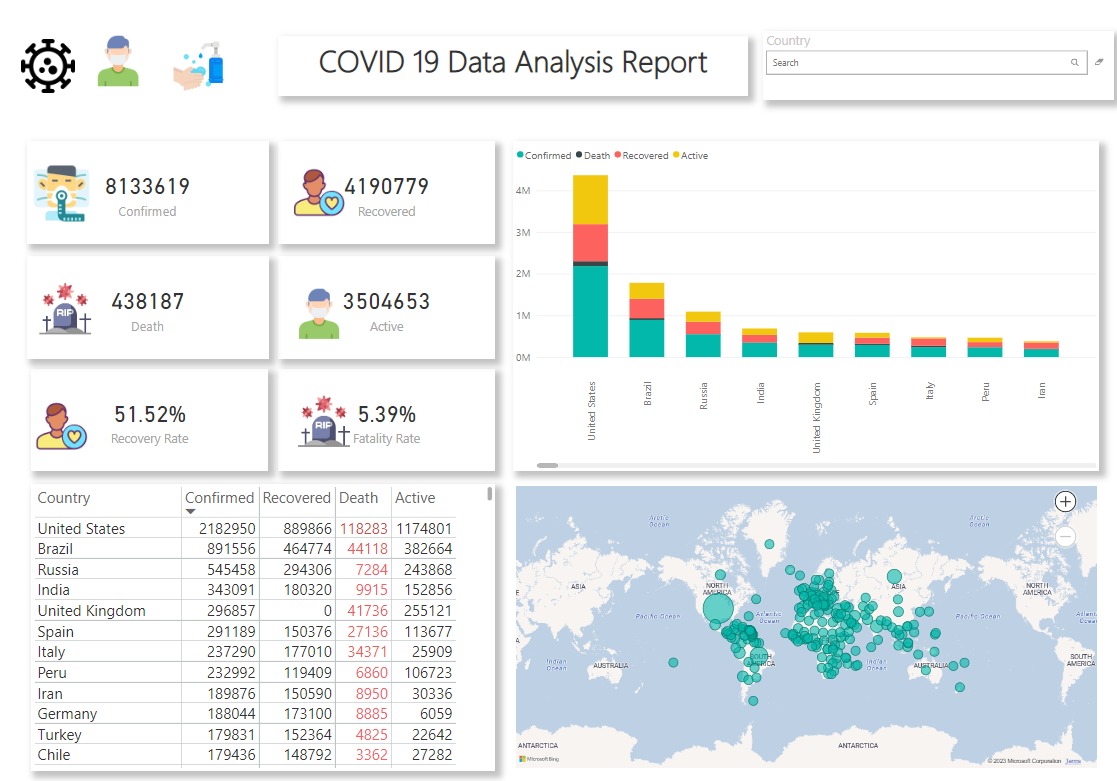 COVID 19 Data Analysis Report
Country
Search
8133619
Confirmed
4190779
Recovered
RIP
438187
Death
3504653
Active
51.52%
Recovery Rate
RIP
5.39%
Fatality Rate
Confirmed Death Recovered Active
4M
3M
2M
1M
0M
United States
Brazil
Russia
India
United Kingdom
Spain
Italy
Peru
Iran
Country Confirmed Recovered Death Active
United States 2182950 889866 118283 1174801
Brazil 891556 464774 44118 382664
Russia 545458 294306 7284 243868
India 343091 180320 9915 152856
United Kingdom 296857 0 41736 255121
Spain 291189 150376 27136 113677
Italy 237290 177010 34371 25909
Peru 232992 119409 6860 106723
Iran 189876 150590 8950 30336
Germany 188044 173100 8885 6059
Turkey 179831 152364 4825 22642
Chile 179436 148792 3362 27282
Arctic
Ocean
Arctic
Ocean
ASIA
NORTH
AMERICA
ASIA
NORTH
AMERICA
Pacific Ocean
Atlantic
Ocean
Pacific Ocean
Atlantic
Ocean
Indian
Ocean
AUSTRALIA
SOUTH
AMERICA
Indian
Ocean
AUSTRALIA
SOUTH
AMERICA
ANTARCTICA
ANTARCTICA
Microsoft Bing
© 2023 Microsoft Corporation Terms